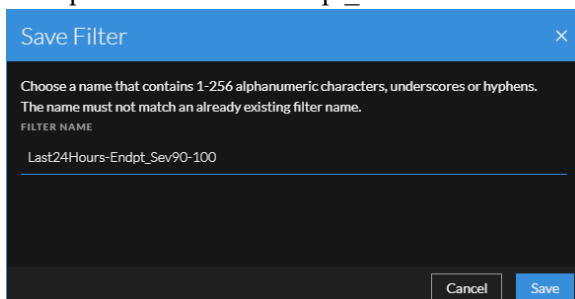 Save Filter
Choose a name that contains 1-256 alphanumeric characters, underscores or hyphens.
The name must not match an already existing filter name.
FILTER NAME
Last24Hours-Endpt_Sev90-100
Cancel Save